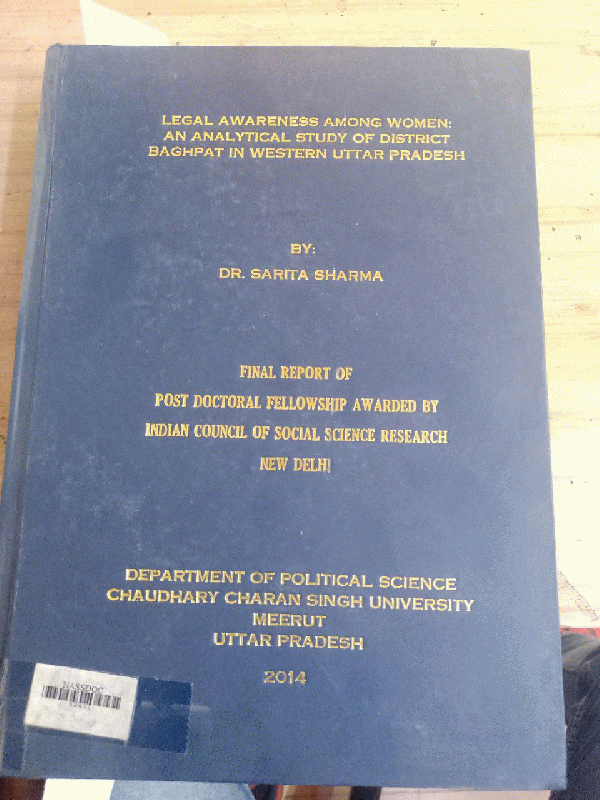 LEGAL AWARENESS AMONG WOMEN:
AN ANALYTICAL STUDY OF DISTRICT
BAGHPAT IN WESTERN UTTAR PRADESH
BY:
DR. SARITA SHARMA
FINAL REPORT OF
POST DOCTORAL FELLOWSHIP AWARDED BY
INDIAN COUNCIL OF SOCIAL SCIENCE RESEARCH
NEW DELHI
DEPARTMENT OF POLITICAL SCIENCE
CHAUDHARY CHARAN SINGH UNIVERSITY
MEERUT
UTTAR PRADESH
2014
NASSDOC